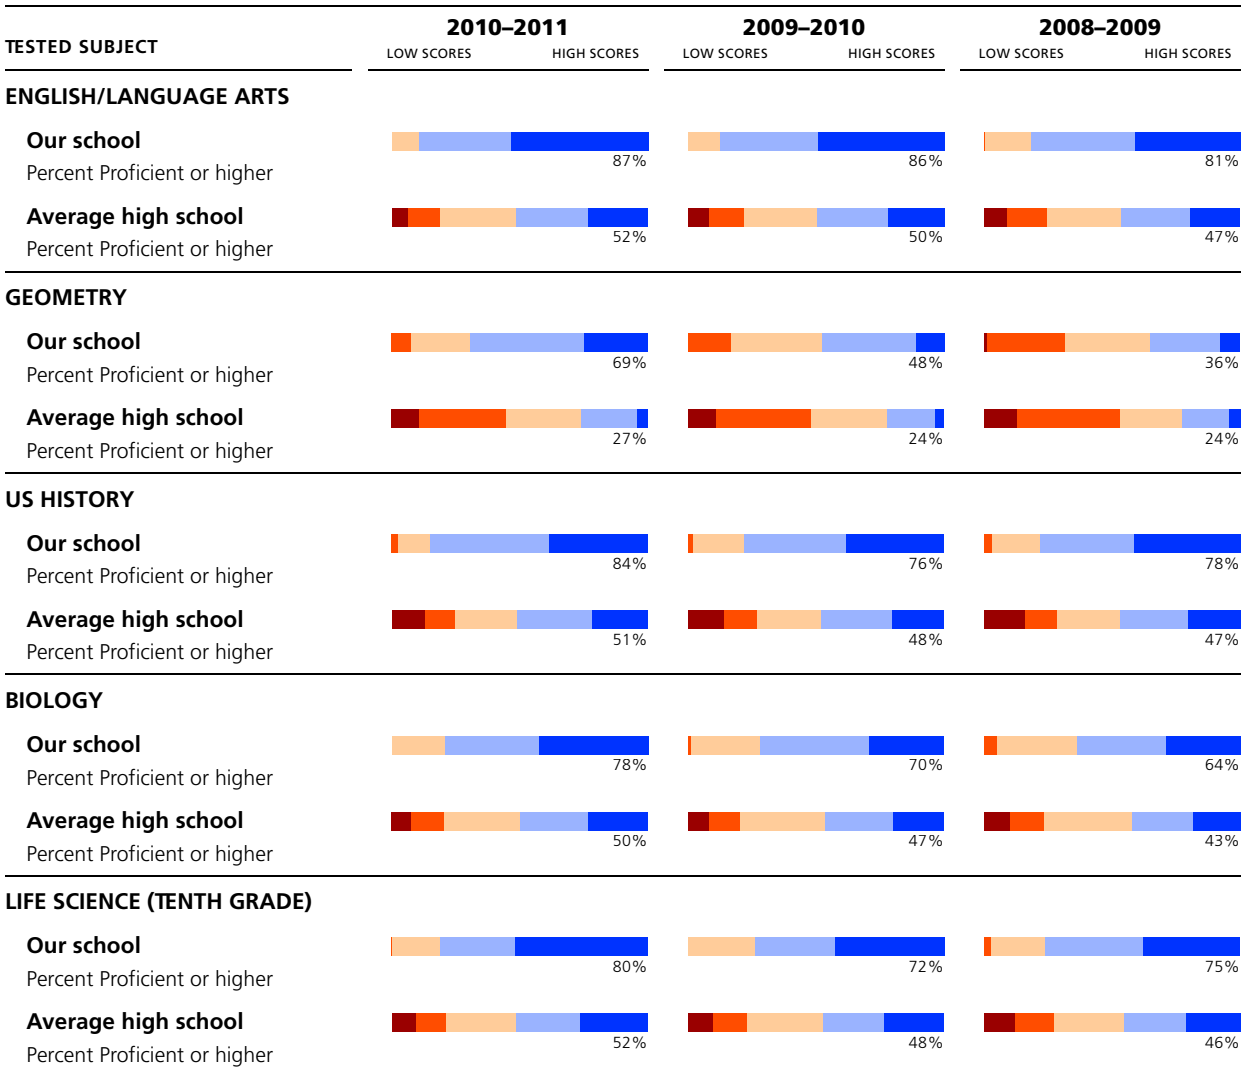 2010–2011 2009–2010 2008–2009
TESTED SUBJECT LOW SCORES HIGH SCORES LOW SCORES HIGH SCORES LOW SCORES HIGH SCORES
ENGLISH/LANGUAGE ARTS
Our school
87% 86% 81%
Percent Proficient or higher
Average high school
52% 50% 47%
Percent Proficient or higher
GEOMETRY
Our school
69% 48% 36%
Percent Proficient or higher
Average high school
27% 24% 24%
Percent Proficient or higher
US HISTORY
Our school
84% 76% 78%
Percent Proficient or higher
Average high school
51% 48% 47%
Percent Proficient or higher
BIOLOGY
Our school
78% 70% 64%
Percent Proficient or higher
Average high school
50% 47% 43%
Percent Proficient or higher
LIFE SCIENCE (TENTH GRADE)
Our school
80% 72% 75%
Percent Proficient or higher
Average high school
52% 48% 46%
Percent Proficient or higher